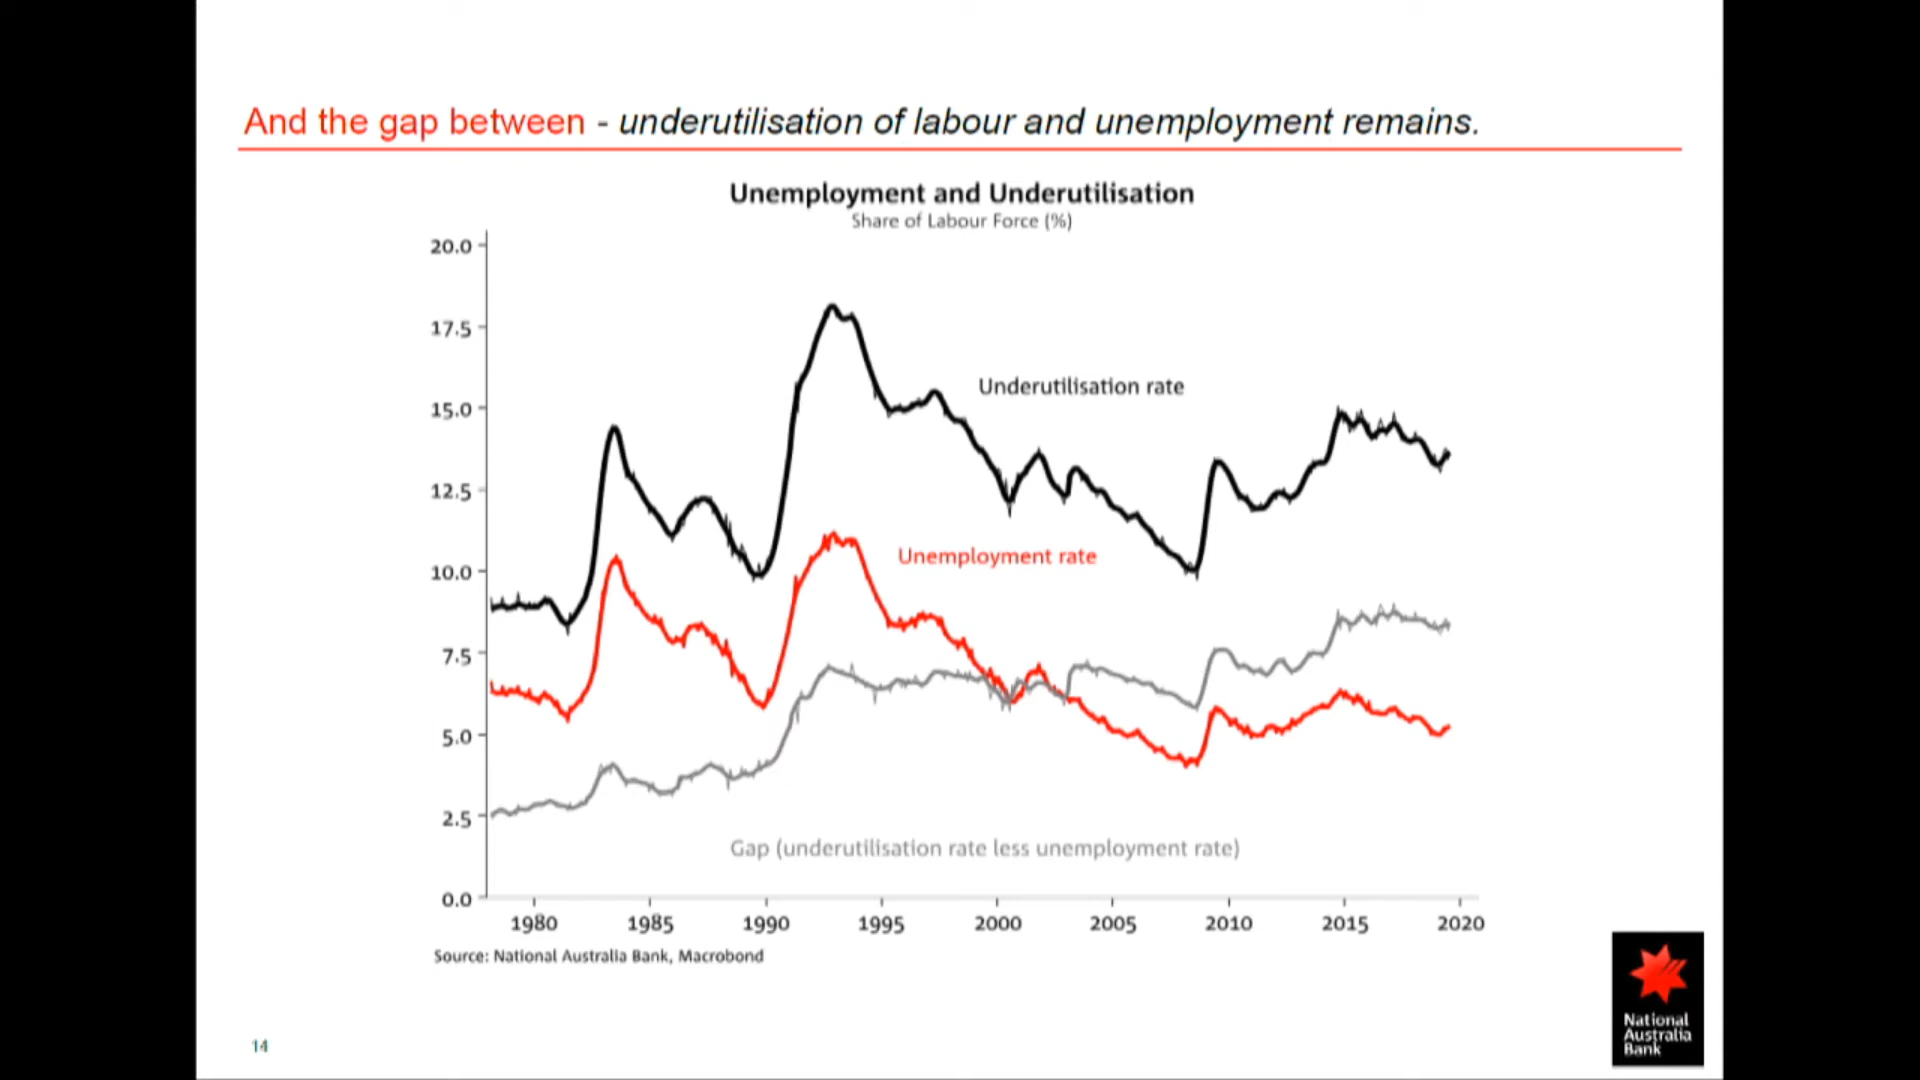 And the gap between - underutilisation of labour and unemployment remains.
Unemployment and Underutilisation
Share of Labour Force (%)
20.0
17.5
15.0
12.5
10.0
7.5
5.0
2.5
0.0
Underutilisation rate
Unemployment rate
Gap (underutilisation rate less unemployment rate)
1980 1985 1990 1995 2000 2005 2010 2015 2020
Source: National Australia Bank, Macrobond
14
National
Australia
Bank